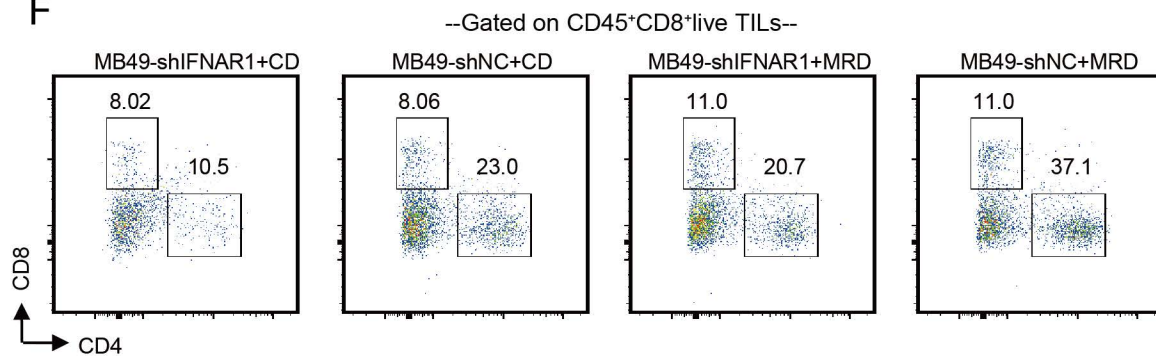 F
--Gated on CD45⁺CD8⁺live TILs--
MB49-shIFNAR1+CD
MB49-shNC+CD
MB49-shIFNAR1+MRD
MB49-shNC+MRD
8.02
10.5
8.06
23.0
11.0
20.7
11.0
37.1
CD8
CD4